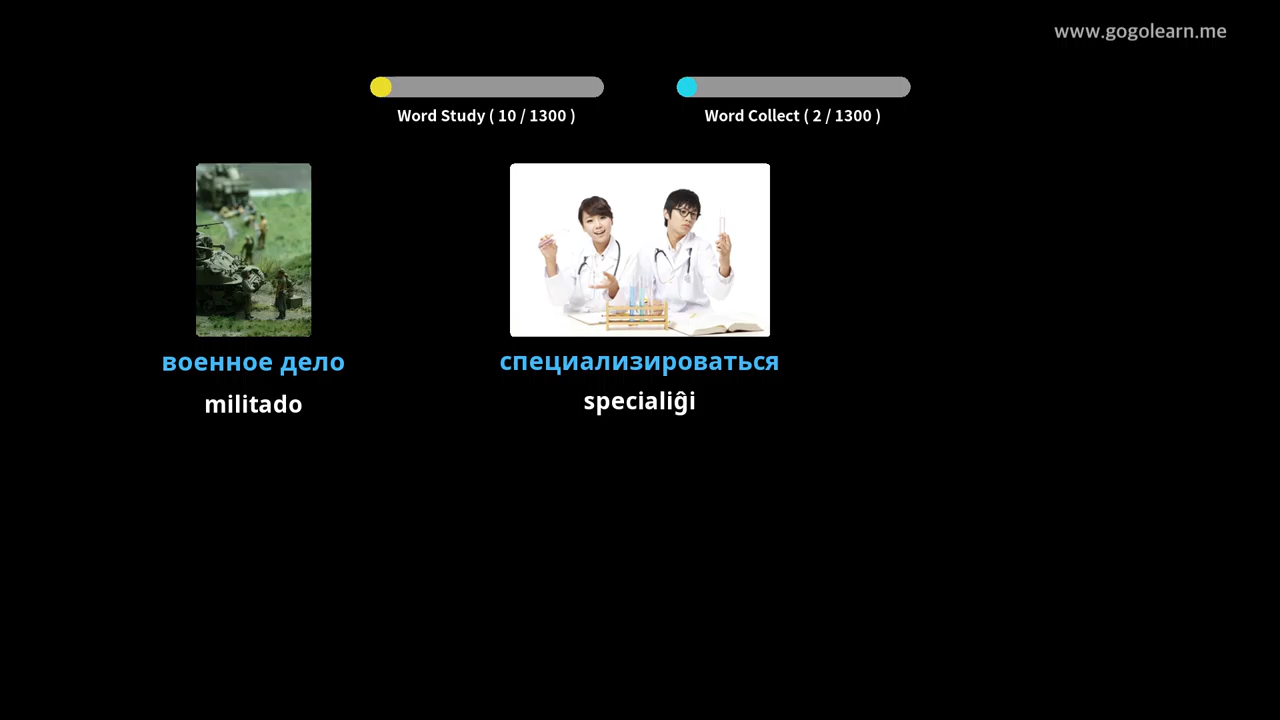 www.gogolearn.me
Word Study ( 10 / 1300 )
Word Collect ( 2 / 1300 )
военное дело
militado
специализироваться
specialiĝi